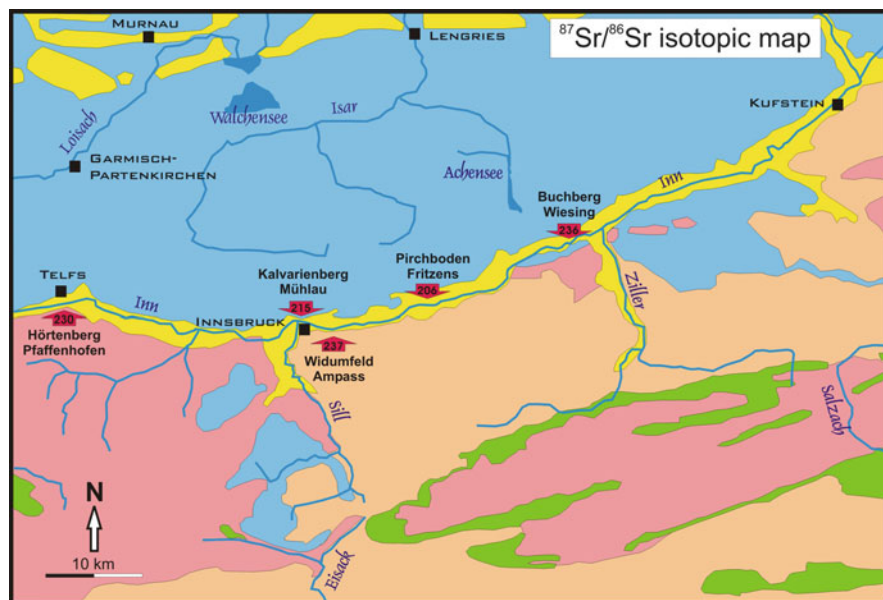 MURNAU
LENGRIES
⁸⁷Sr/⁸⁶Sr isotopic map
KUFSTEIN
Loisach
Walchensee
Isar
GARMISCH-
PARTENKIRCHEN
Achensee
Inn
Buchberg
Wiesing
236
Pirchboden
Fritzens
206
Kalvarienberg
Mühlau
215
TELFS
Inn
INNSBRUCK
Ziller
230
Hörtenberg
Pfaffenhofen
237
Widumfeld
Ampass
Sill
Salzach
N
10 km
Eisack